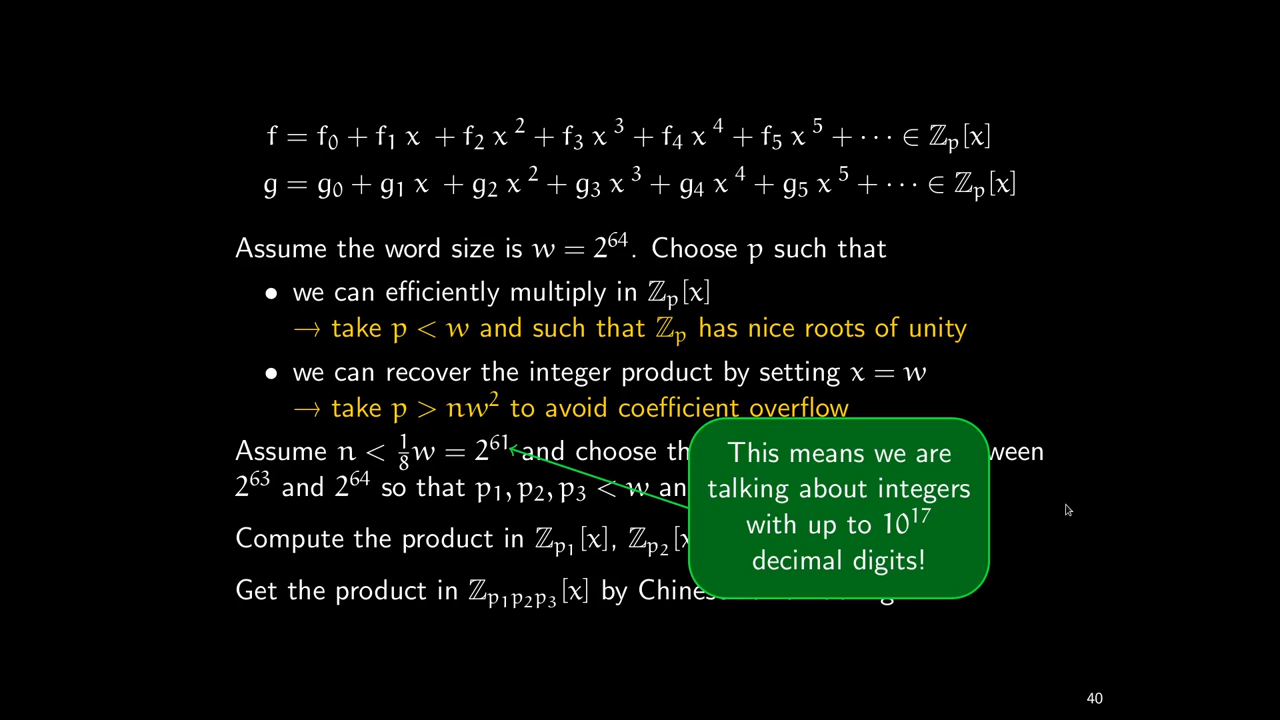 f = f₀ + f₁ x + f₂ x² + f₃ x³ + f₄ x⁴ + f₅ x⁵ + ··· ∈ ℤₚ[x]
g = g₀ + g₁ x + g₂ x² + g₃ x³ + g₄ x⁴ + g₅ x⁵ + ··· ∈ ℤₚ[x]
Assume the word size is w = 2⁶⁴. Choose p such that
• we can efficiently multiply in ℤₚ[x]
→ take p < w and such that ℤₚ has nice roots of unity
• we can recover the integer product by setting x = w
→ take p > nw² to avoid coefficient overflow
Assume n < 1/8 w = 2⁶¹ and choose
2⁶³ and 2⁶⁴ so that p₁, p₂, p₃ < w
Compute the product in ℤp₁[x], ℤp₂[x
Get the product in ℤp₁p₂p₃[x] by
This means we are
talking about integers
with up to 10¹⁷
decimal digits!
40